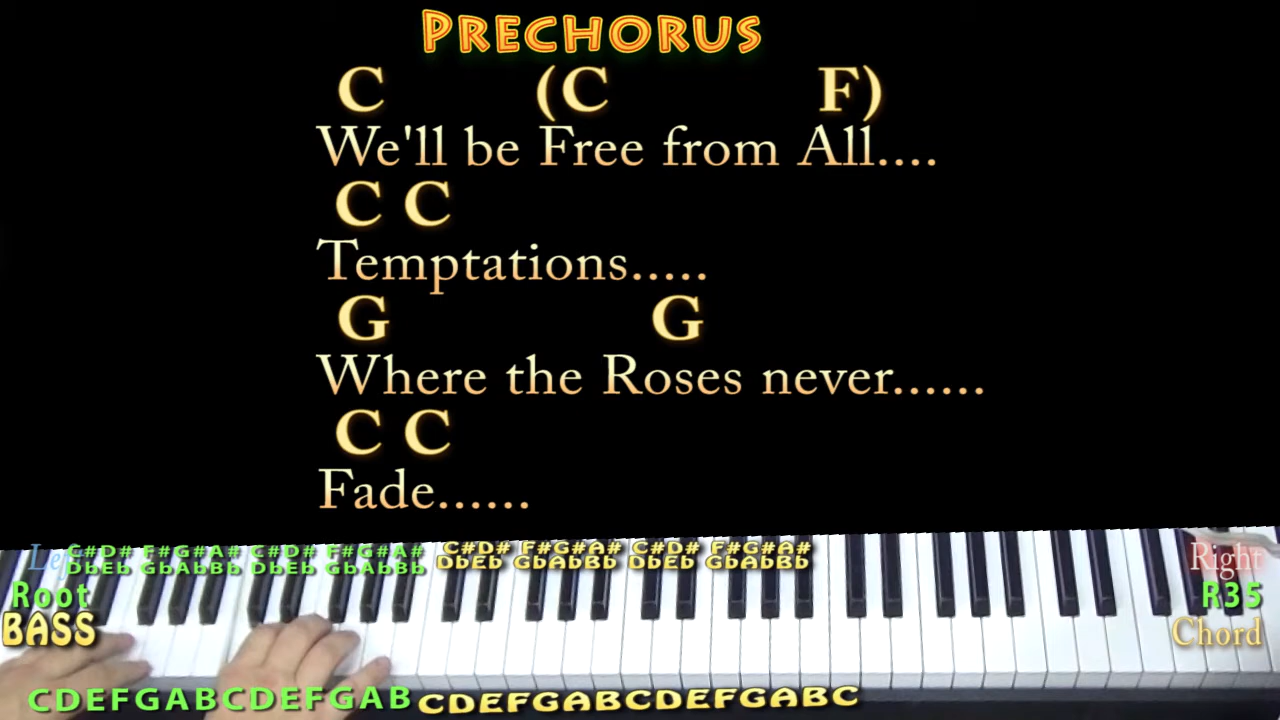 PRECHORUS
C (C F)
We'll be Free from All....
C C
Temptations.....
G G
Where the Roses never......
C C
Fade......
Left C#D# F#G#A# C#D# F#G#A# C#D# F#G#A# C#D# F#G#A# Right
DbEb GbAbBb DbEb GbAbBb DbEb GbAbBb DbEb GbAbBb
Root R35
BASS Chord
CDEFGABCDEFGAB CDEFGABCDEFGABC